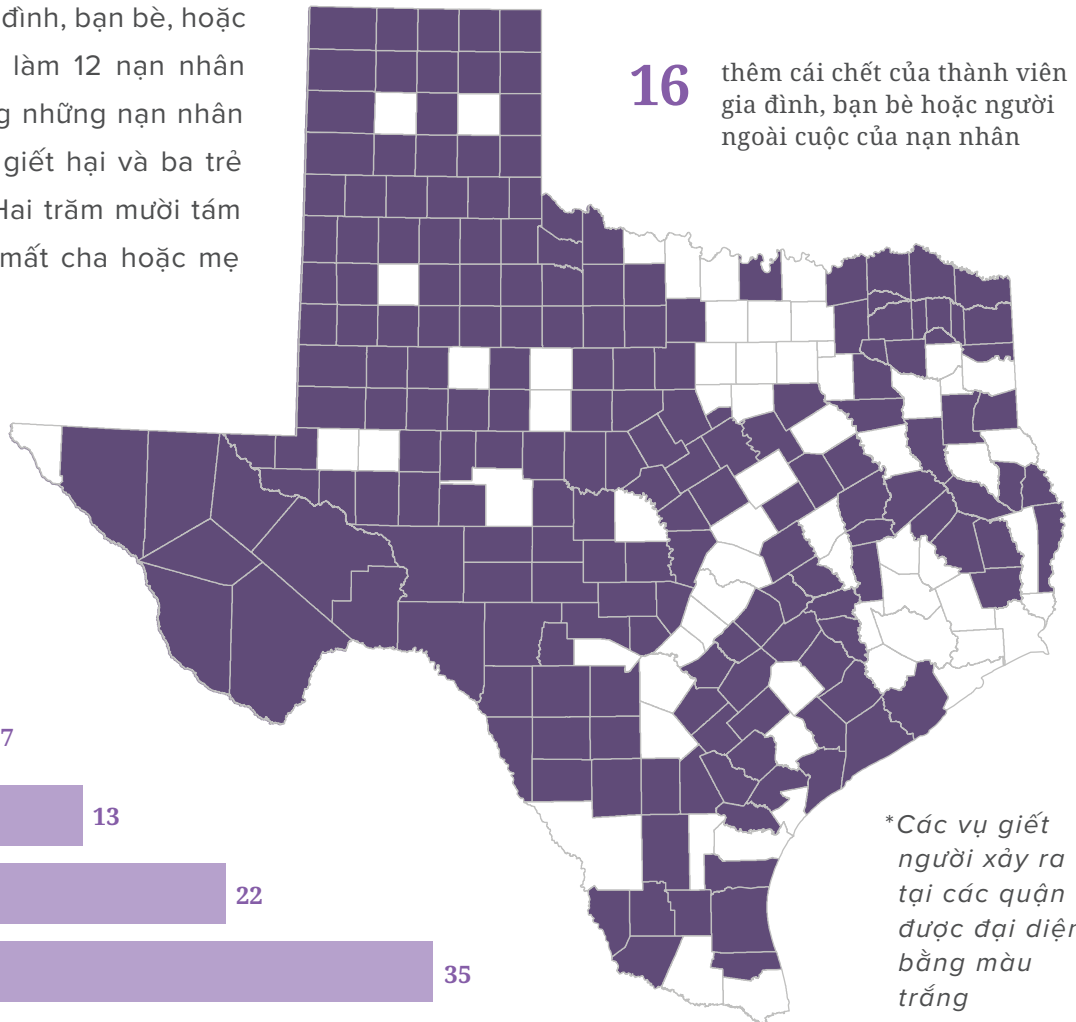 đình, bạn bè, hoặc
làm 12 nạn nhân
những nạn nhân
giết hại và ba trẻ
Hai trăm mười tám
mất cha hoặc mẹ
16
thêm cái chết của thành viên
gia đình, bạn bè hoặc người
ngoài cuộc của nạn nhân
7
13
22
35
*Các vụ giết
người xảy ra
tại các quận
được đại diện
bằng màu
trắng